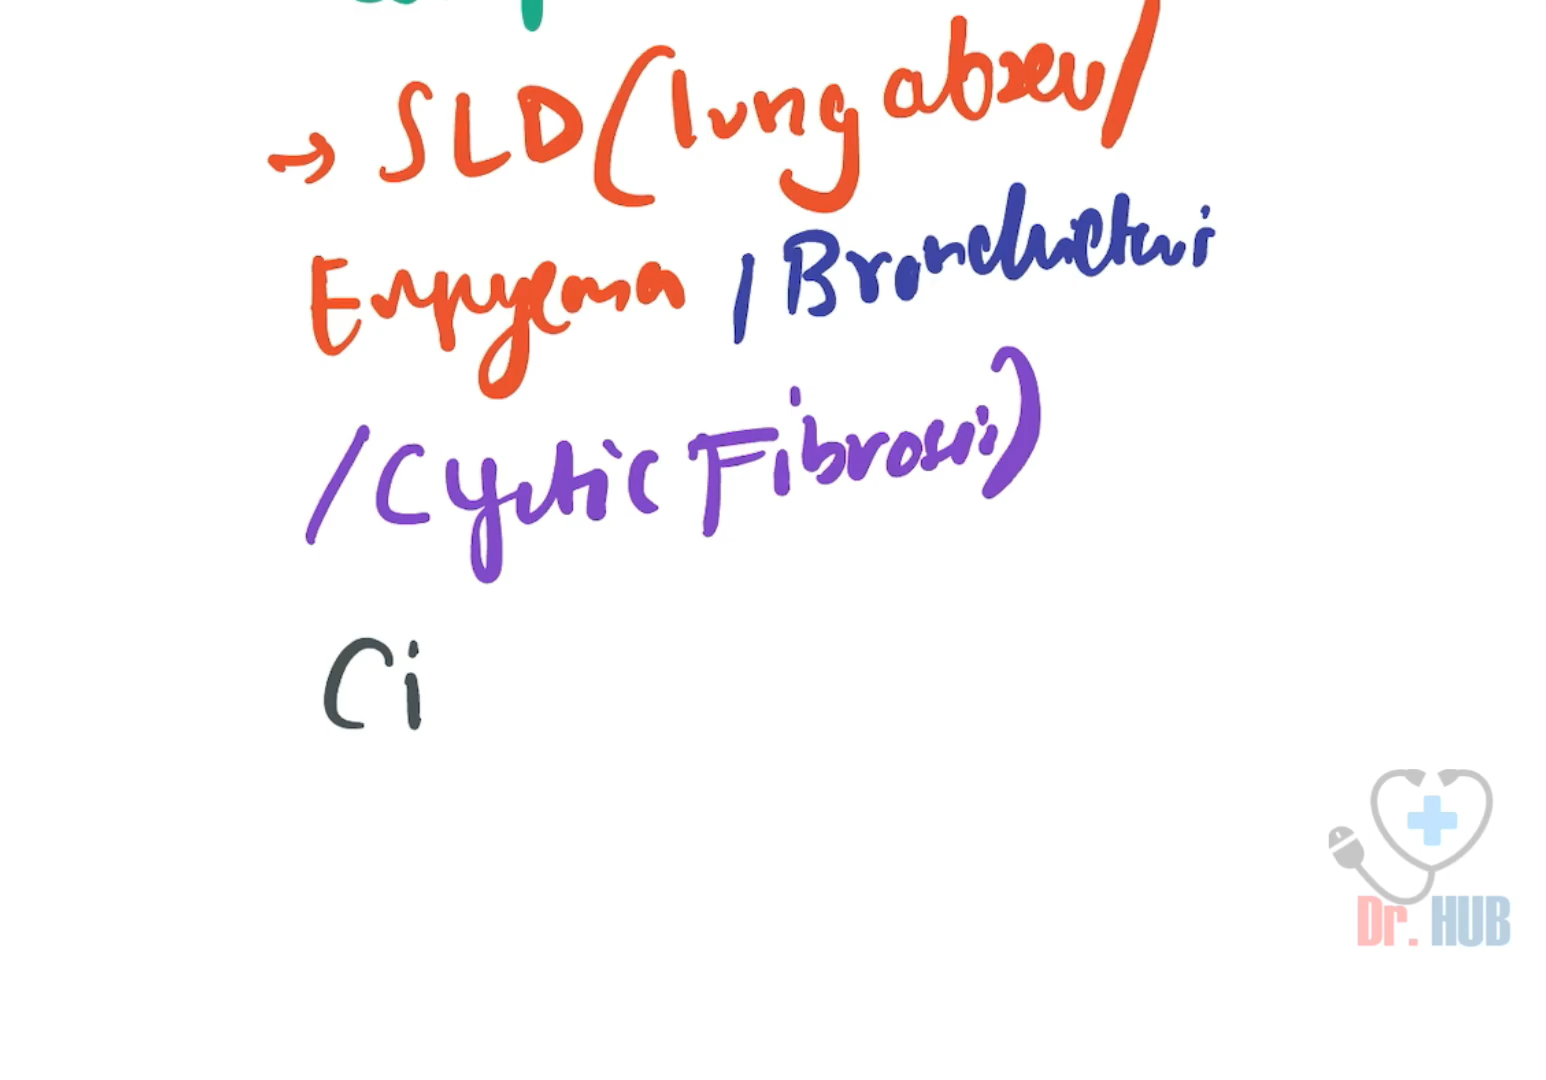 → SLD (lung abscess/
Empyema / Bronchiectasis
/ Cystic Fibrosis)
Ci
Dr. HUB